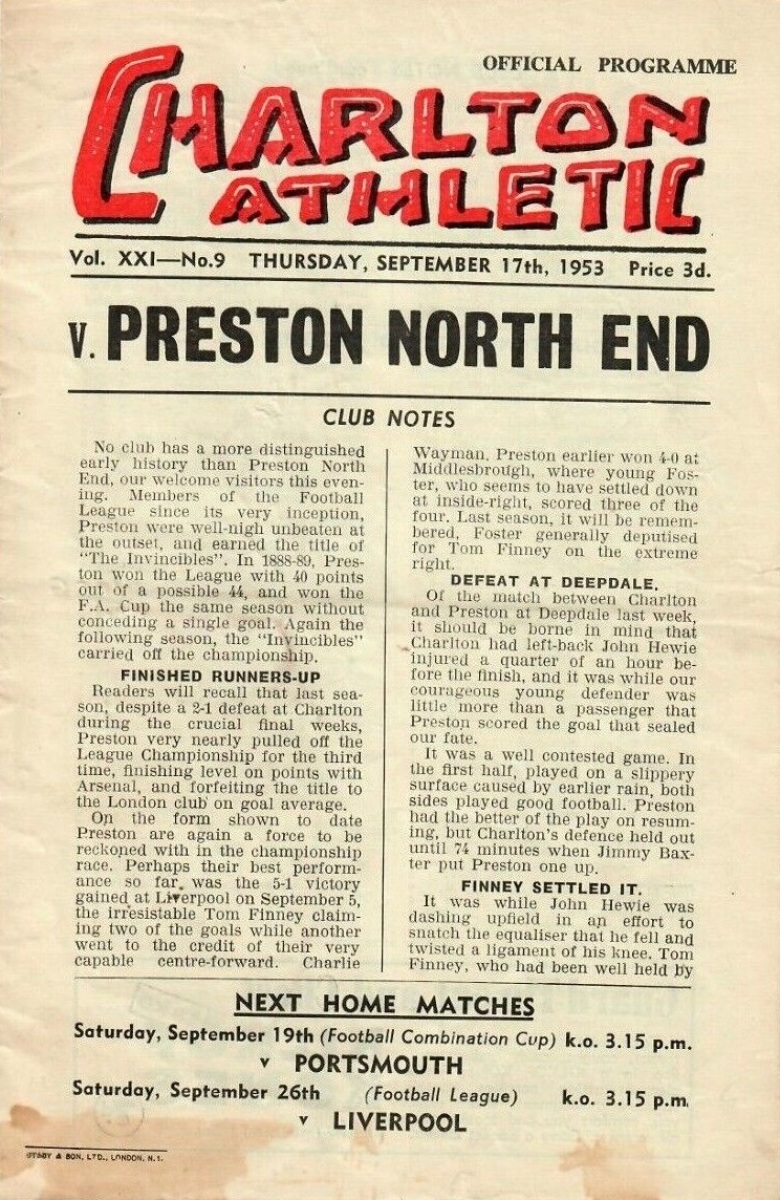 OFFICIAL PROGRAMME
CHARLTON
ATHLETIC
Vol. XXI—No.9 THURSDAY, SEPTEMBER 17th, 1953 Price 3d.
v. PRESTON NORTH END
CLUB NOTES
No club has a more distinguished
early history than Preston North
End, our welcome visitors this even-
ing. Members of the Football
League since its very inception,
Preston were well-nigh unbeaten at
the outset, and earned the title of
"The Invincibles". In 1888-89, Pres-
ton won the League with 40 points
out of a possible 44, and won the
F.A. Cup the same season without
conceding a single goal. Again the
following season, the "Invincibles"
carried off the championship.
FINISHED RUNNERS-UP
Readers will recall that last sea-
son, despite a 2-1 defeat at Charlton
during the crucial final weeks,
Preston very nearly pulled off the
League Championship for the third
time, finishing level on points with
Arsenal, and forfeiting the title to
the London club on goal average.
On the form shown to date
Preston are again a force to be
reckoned with in the championship
race. Perhaps their best perform-
ance so far, was the 5-1 victory
gained at Liverpool on September 5,
the irresistable Tom Finney claim-
ing two of the goals while another
went to the credit of their very
capable centre-forward. Charlie
Wayman. Preston earlier won 4-0 at
Middlesbrough, where young Fos-
ter, who seems to have settled down
at inside-right, scored three of the
four. Last season, it will be remem-
bered, Foster generally deputised
for Tom Finney on the extreme
right.
DEFEAT AT DEEPDALE.
Of the match between Charlton
and Preston at Deepdale last week,
it should be borne in mind that
Charlton had left-back John Hewie
injured a quarter of an hour be-
fore the finish, and it was while our
courageous young defender was
little more than a passenger that
Preston scored the goal that sealed
our fate.
It was a well contested game. In
the first half, played on a slippery
surface caused by earlier rain, both
sides played good football. Preston
had the better of the play on resum-
ing, but Charlton's defence held out
until 74 minutes when Jimmy Bax-
ter put Preston one up.
FINNEY SETTLED IT.
It was while John Hewie was
dashing upfield in an effort to
snatch the equaliser that he fell and
twisted a ligament of his knee. Tom
Finney, who had been well held by
NEXT HOME MATCHES
Saturday, September 19th (Football Combination Cup) k.o. 3.15 p.m.
v PORTSMOUTH
Saturday, September 26th (Football League) k.o. 3.15 p.m.
v LIVERPOOL
& SON, LTD., LONDON, N.1.